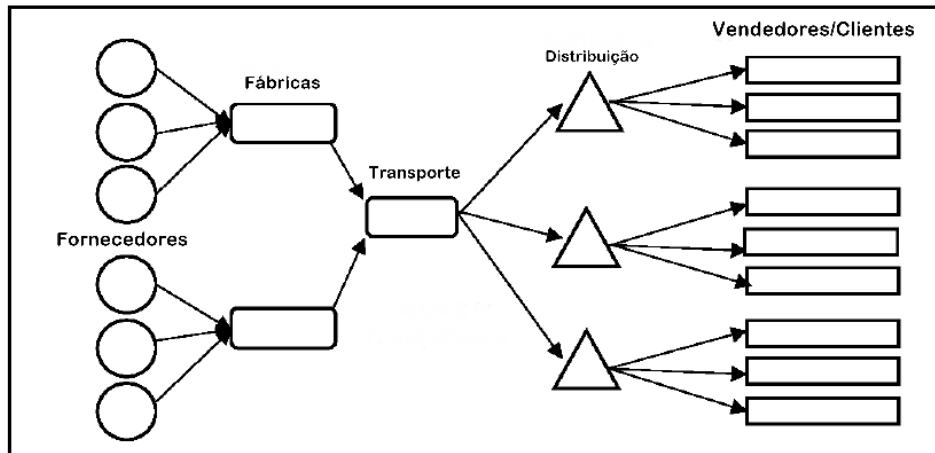 Vendedores/Clientes
Distribuição
Fábricas
Transporte
Fornecedores